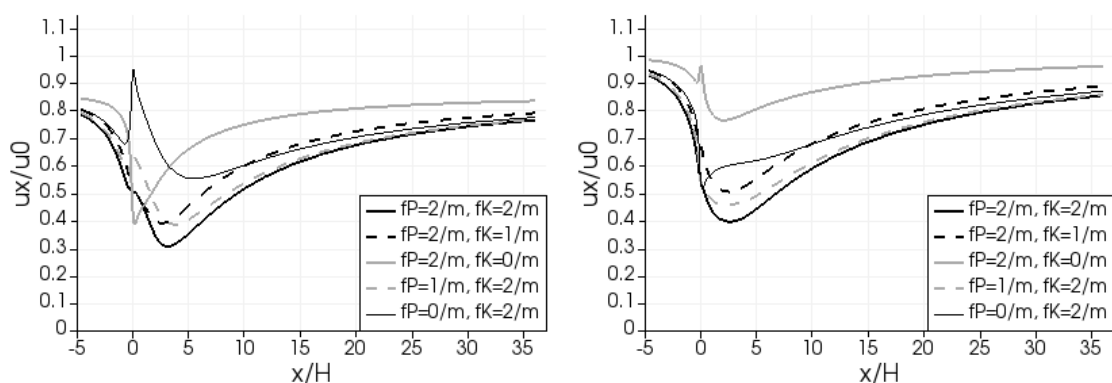 1.1
1
0.9
0.8
0.7
0.6
0.5
0.4
0.3
0.2
0.1
0
ux/u0
-5 0 5 10 15 20 25 30 35
x/H
fP=2/m, fK=2/m
fP=2/m, fK=1/m
fP=2/m, fK=0/m
fP=1/m, fK=2/m
fP=0/m, fK=2/m
1.1
1
0.9
0.8
0.7
0.6
0.5
0.4
0.3
0.2
0.1
0
ux/u0
-5 0 5 10 15 20 25 30 35
x/H
fP=2/m, fK=2/m
fP=2/m, fK=1/m
fP=2/m, fK=0/m
fP=1/m, fK=2/m
fP=0/m, fK=2/m